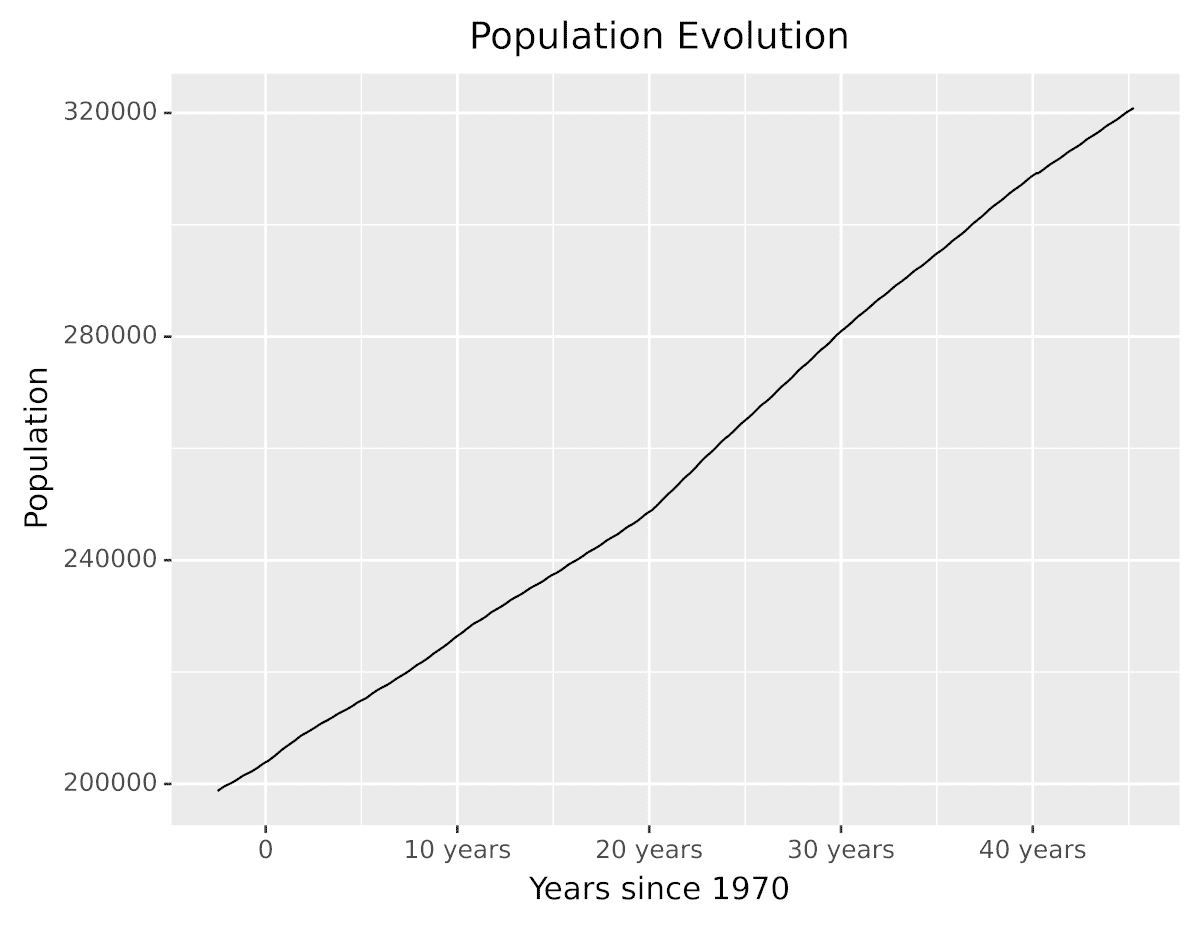 Population Evolution
320000
280000
240000
200000
Population
0 10 years 20 years 30 years 40 years
Years since 1970